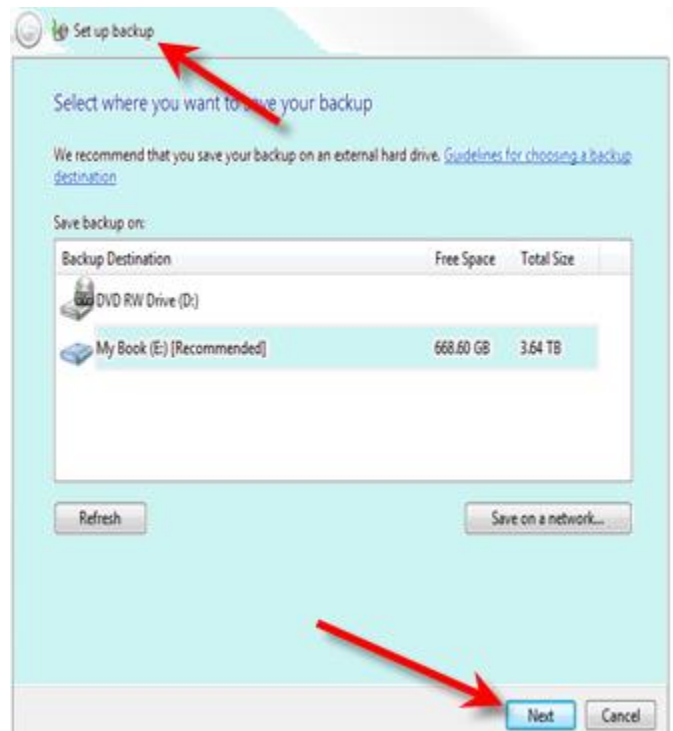 Set up backup
Select where you want to save your backup
We recommend that you save your backup on an external hard drive. Guidelines for choosing a backup
destination
Save backup on:
Backup Destination Free Space Total Size
DVD RW Drive (D:)
My Book (E:) [Recommended] 668.60 GB 3.64 TB
Refresh Save on a network...
Next Cancel